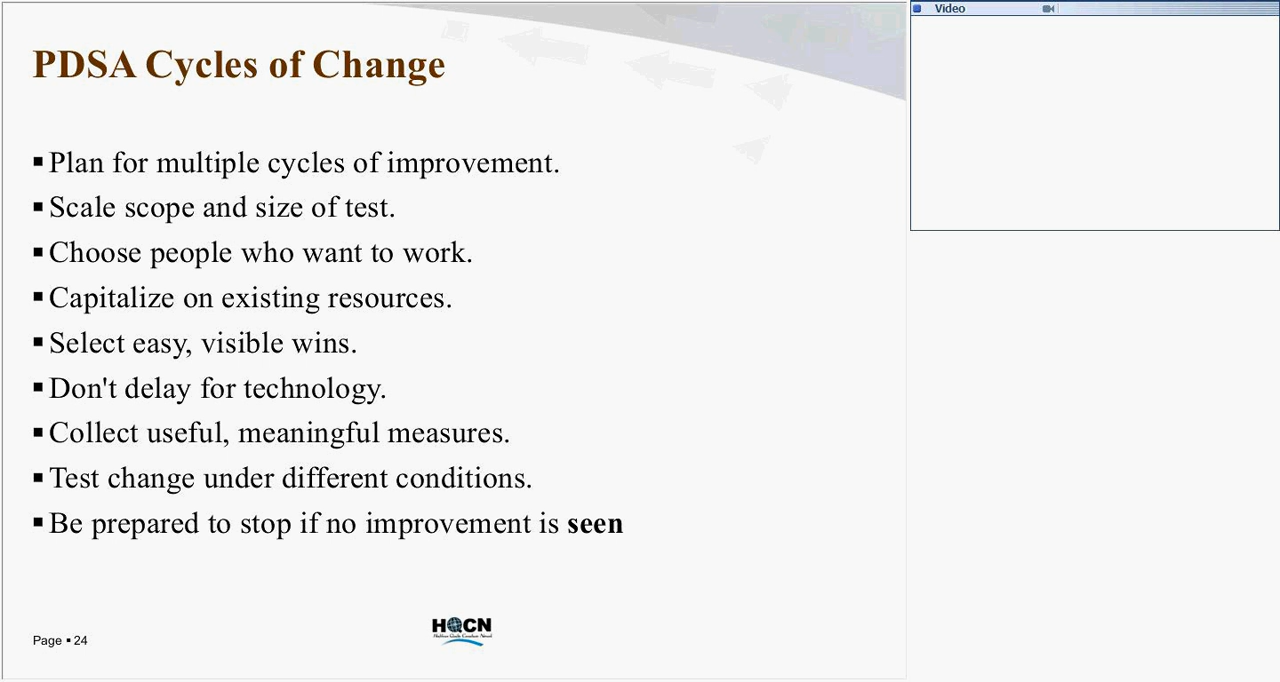 Video
PDSA Cycles of Change
▪ Plan for multiple cycles of improvement.
▪ Scale scope and size of test.
▪ Choose people who want to work.
▪ Capitalize on existing resources.
▪ Select easy, visible wins.
▪ Don't delay for technology.
▪ Collect useful, meaningful measures.
▪ Test change under different conditions.
▪ Be prepared to stop if no improvement is seen
HQCN
Page ▪ 24